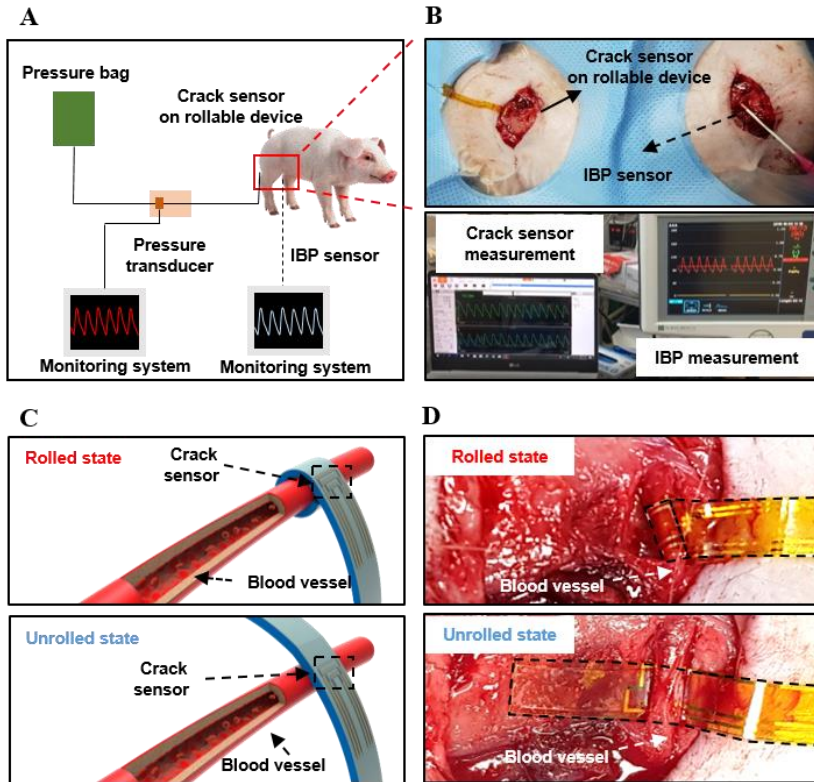 A
Pressure bag
Crack sensor
on rollable device
Pressure
transducer
IBP sensor
Monitoring system
Monitoring system
B
Crack sensor
on rollable device
IBP sensor
Crack sensor
measurement
IBP measurement
C
Rolled state
Crack
sensor
Blood vessel
Unrolled state
Crack
sensor
Blood vessel
D
Rolled state
Blood vessel
Unrolled state
Blood vessel